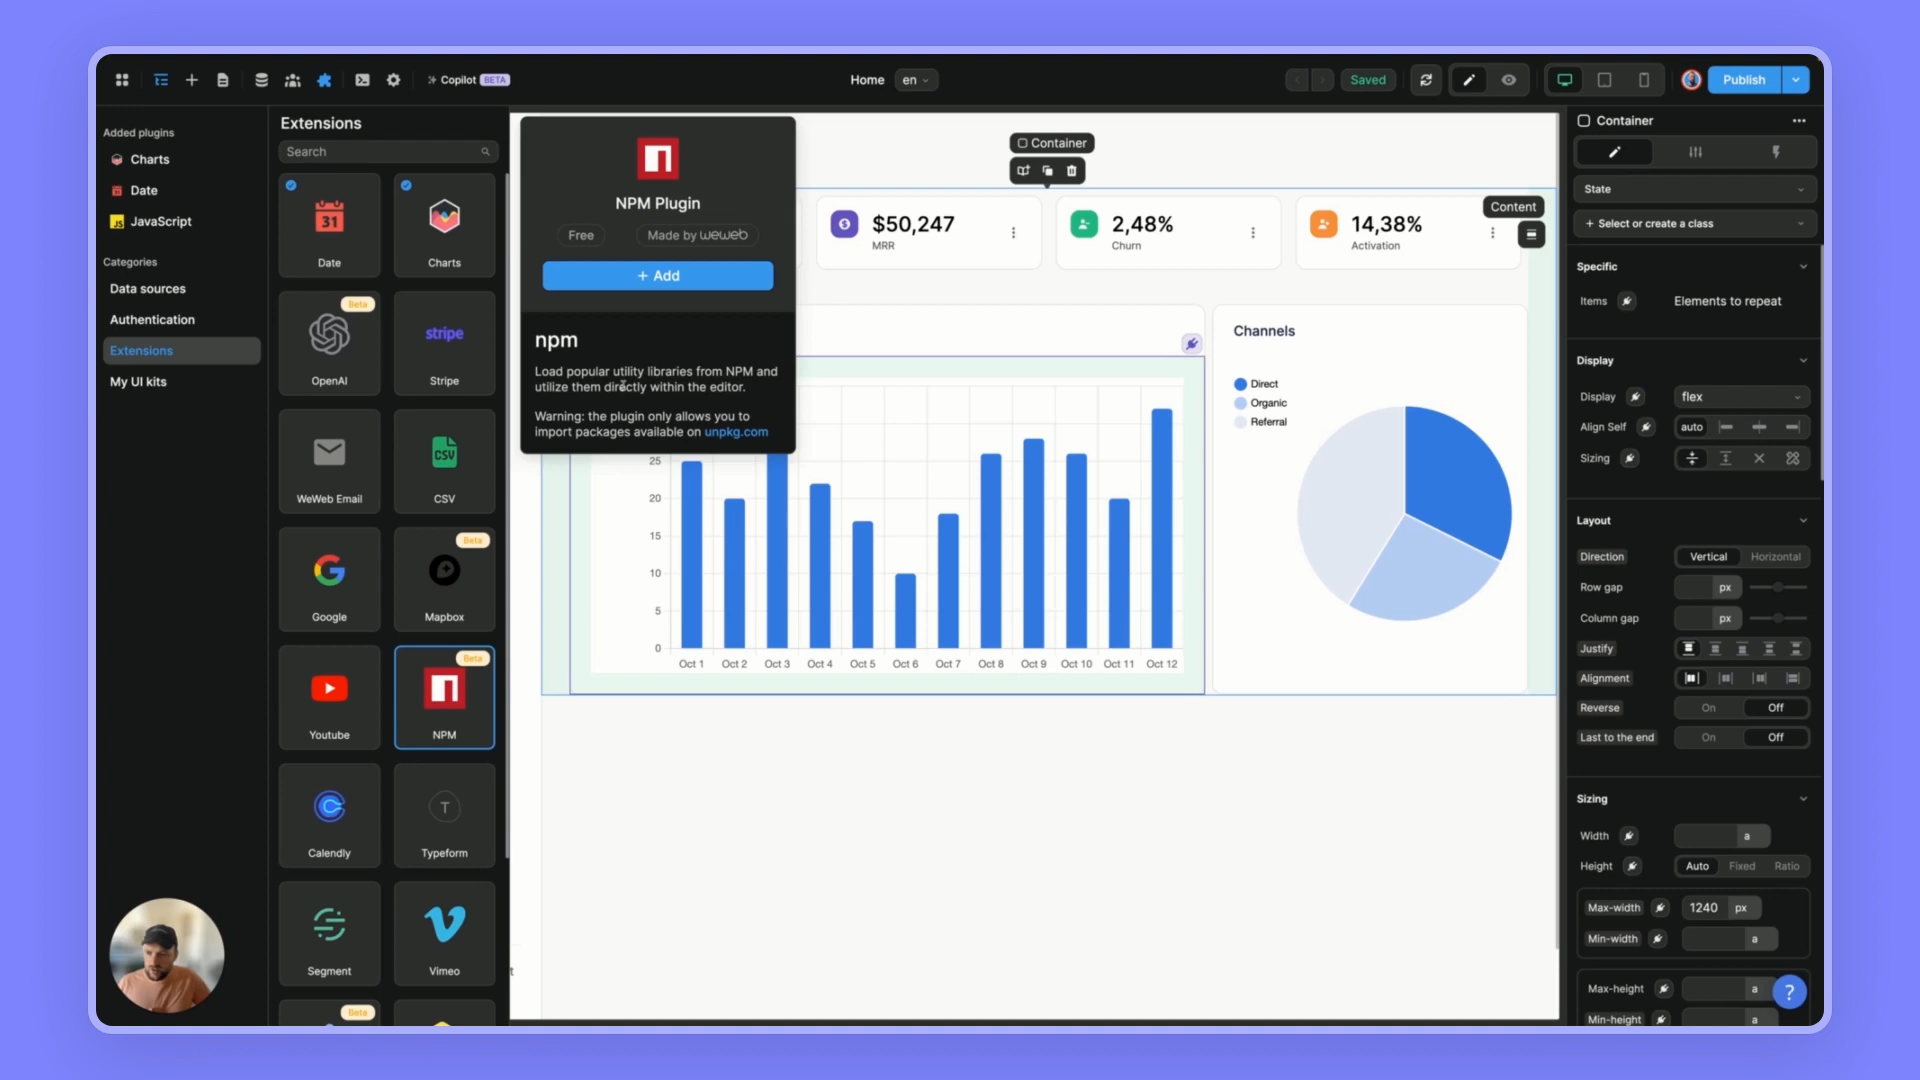 Copilot BETA
Home
en
Saved
Publish
Added plugins
Charts
Date
JS JavaScript
Categories
Data sources
Authentication
Extensions
My UI kits
Extensions
Search
31
Date
Charts
Beta
OpenAI
stripe
Stripe
WeWeb Email
CSV
CSV
Google
Beta
Mapbox
Youtube
Beta
NPM
Calendly
T
Typeform
Segment
Vimeo
Beta
NPM Plugin
Free
Made by weweb
+ Add
npm
Load popular utility libraries from NPM and
utilize them directly within the editor.
Warning: the plugin only allows you to
import packages available on unpkg.com
Container
$50,247
MRR
2,48%
Churn
14,38%
Activation
Content
25
20
15
10
5
0
Oct 1 Oct 2 Oct 3 Oct 4 Oct 5 Oct 6 Oct 7 Oct 8 Oct 9 Oct 10 Oct 11 Oct 12
Channels
Direct
Organic
Referral
t
Container
State
+ Select or create a class
Specific
Items Elements to repeat
Display
Display flex
Align Self auto
Sizing
Layout
Direction Vertical Horizontal
Row gap px
Column gap px
Justify
Alignment
Reverse On Off
Last to the end On Off
Sizing
Width a
Height Auto Fixed Ratio
Max-width 1240 px
Min-width a
Max-height a
?
Min-height a